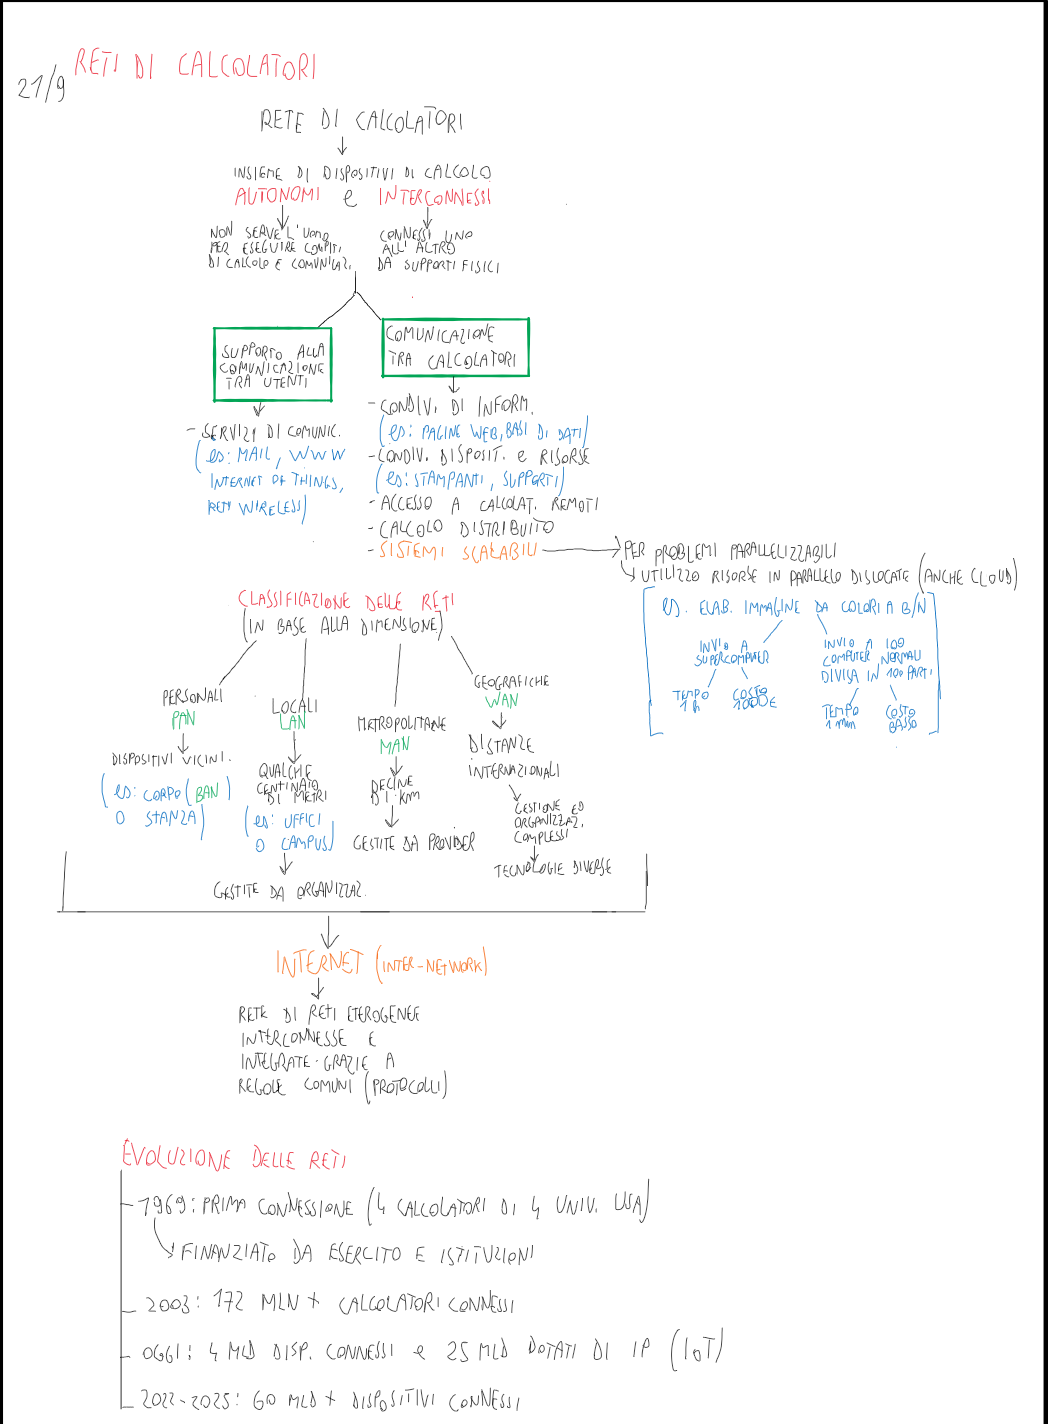 RETI DI CALCOLATORI
21/9
RETE DI CALCOLATORI
INSIEME DI DISPOSITIVI DI CALCOLO
AUTONOMI e INTERCONNESSI
NON SERVE L'UOMO
PER ESEGUIRE COMPITI
DI CALCOLO E COMUNICAZ.
CONNESSI UNO
ALL'ALTRO
DA SUPPORTI FISICI
SUPPORTO ALLA
COMUNICAZIONE
TRA UTENTI
- SERVIZI DI COMUNIC.
(es: MAIL, WWW
INTERNET OF THINGS,
RETI WIRELESS)
COMUNICAZIONE
TRA CALCOLATORI
- CONDIV. DI INFORM.
(es: PAGINE WEB, BASI DI DATI)
- CONDIV. DISPOSIT. e RISORSE
(es: STAMPANTI, SUPPORTI)
- ACCESSO A CALCOLAT. REMOTI
- CALCOLO DISTRIBUITO
- SISTEMI SCALABILI
PER PROBLEMI PARALLELIZZABILI
UTILIZZO RISORSE IN PARALLELO DISLOCATE (ANCHE CLOUD)
es. ELAB. IMMAGINE DA COLORI A B/N
INVIO A
SUPERCOMPUTER
TEMPO
1 h
COSTO
1000€
INVIO A 100
COMPUTER NORMALI
DIVISA IN 100 PARTI
TEMPO
1 min
COSTO
BASSO
CLASSIFICAZIONE DELLE RETI
(IN BASE ALLA DIMENSIONE)
PERSONALI
PAN
DISPOSITIVI VICINI.
(es: CORPO (BAN)
O STANZA)
LOCALI
LAN
QUALCHE
CENTINAIO
DI METRI
(es: UFFICI
O CAMPUS)
GESTITE DA ORGANIZZAZ.
METROPOLITANE
MAN
DECINE
DI KM
GESTITE DA PROVIDER
GEOGRAFICHE
WAN
DISTANZE
INTERNAZIONALI
GESTIONE ED
ORGANIZZAZ.
COMPLESSI
TECNOLOGIE DIVERSE
INTERNET (INTER-NETWORK)
RETE DI RETI ETEROGENEE
INTERCONNESSE E
INTEGRATE GRAZIE A
REGOLE COMUNI (PROTOCOLLI)
EVOLUZIONE DELLE RETI
- 1969: PRIMA CONNESSIONE (4 CALCOLATORI DI 4 UNIV. USA)
FINANZIATO DA ESERCITO E ISTITUZIONI
- 2003: 172 MLN + CALCOLATORI CONNESSI
- OGGI: 4 MLD DISP. CONNESSI e 25 MLD DOTATI DI IP (IoT)
- 2022-2025: 60 MLD + DISPOSITIVI CONNESSI